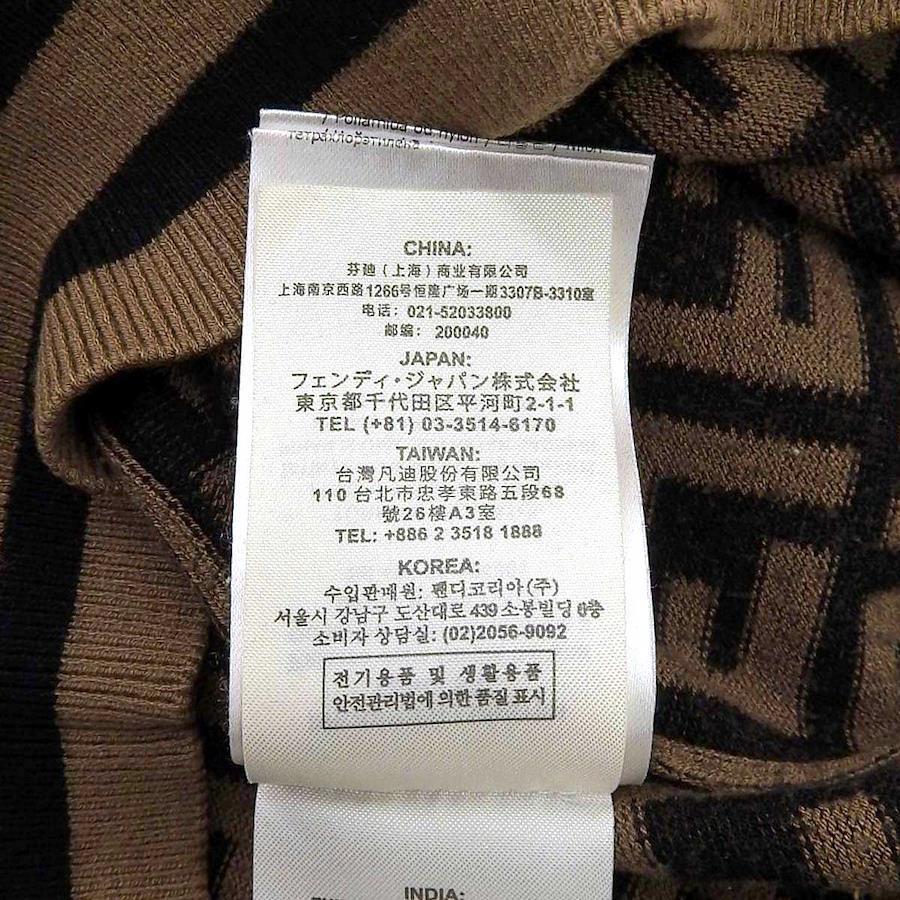 / Poliamida ou nylon /
CHINA:
芬迪（上海）商业有限公司
上海南京西路1266号恒隆广场一期3307B-3310室
电话：021-52033800
邮编：200040
JAPAN:
フェンディ・ジャパン株式会社
東京都千代田区平河町2-1-1
TEL (+81) 03-3514-6170
TAIWAN:
台灣凡迪股份有限公司
110 台北市忠孝東路五段68
號26樓A3室
TEL: +886 2 3518 1888
KOREA:
수입판매원: 팬디코리아(주)
서울시 강남구 도산대로 439 소봉빌딩 6층
소비자 상담실: (02)2056-9092
전기용품 및 생활용품
안전관리법에 의한 품질 표시
INDIA: